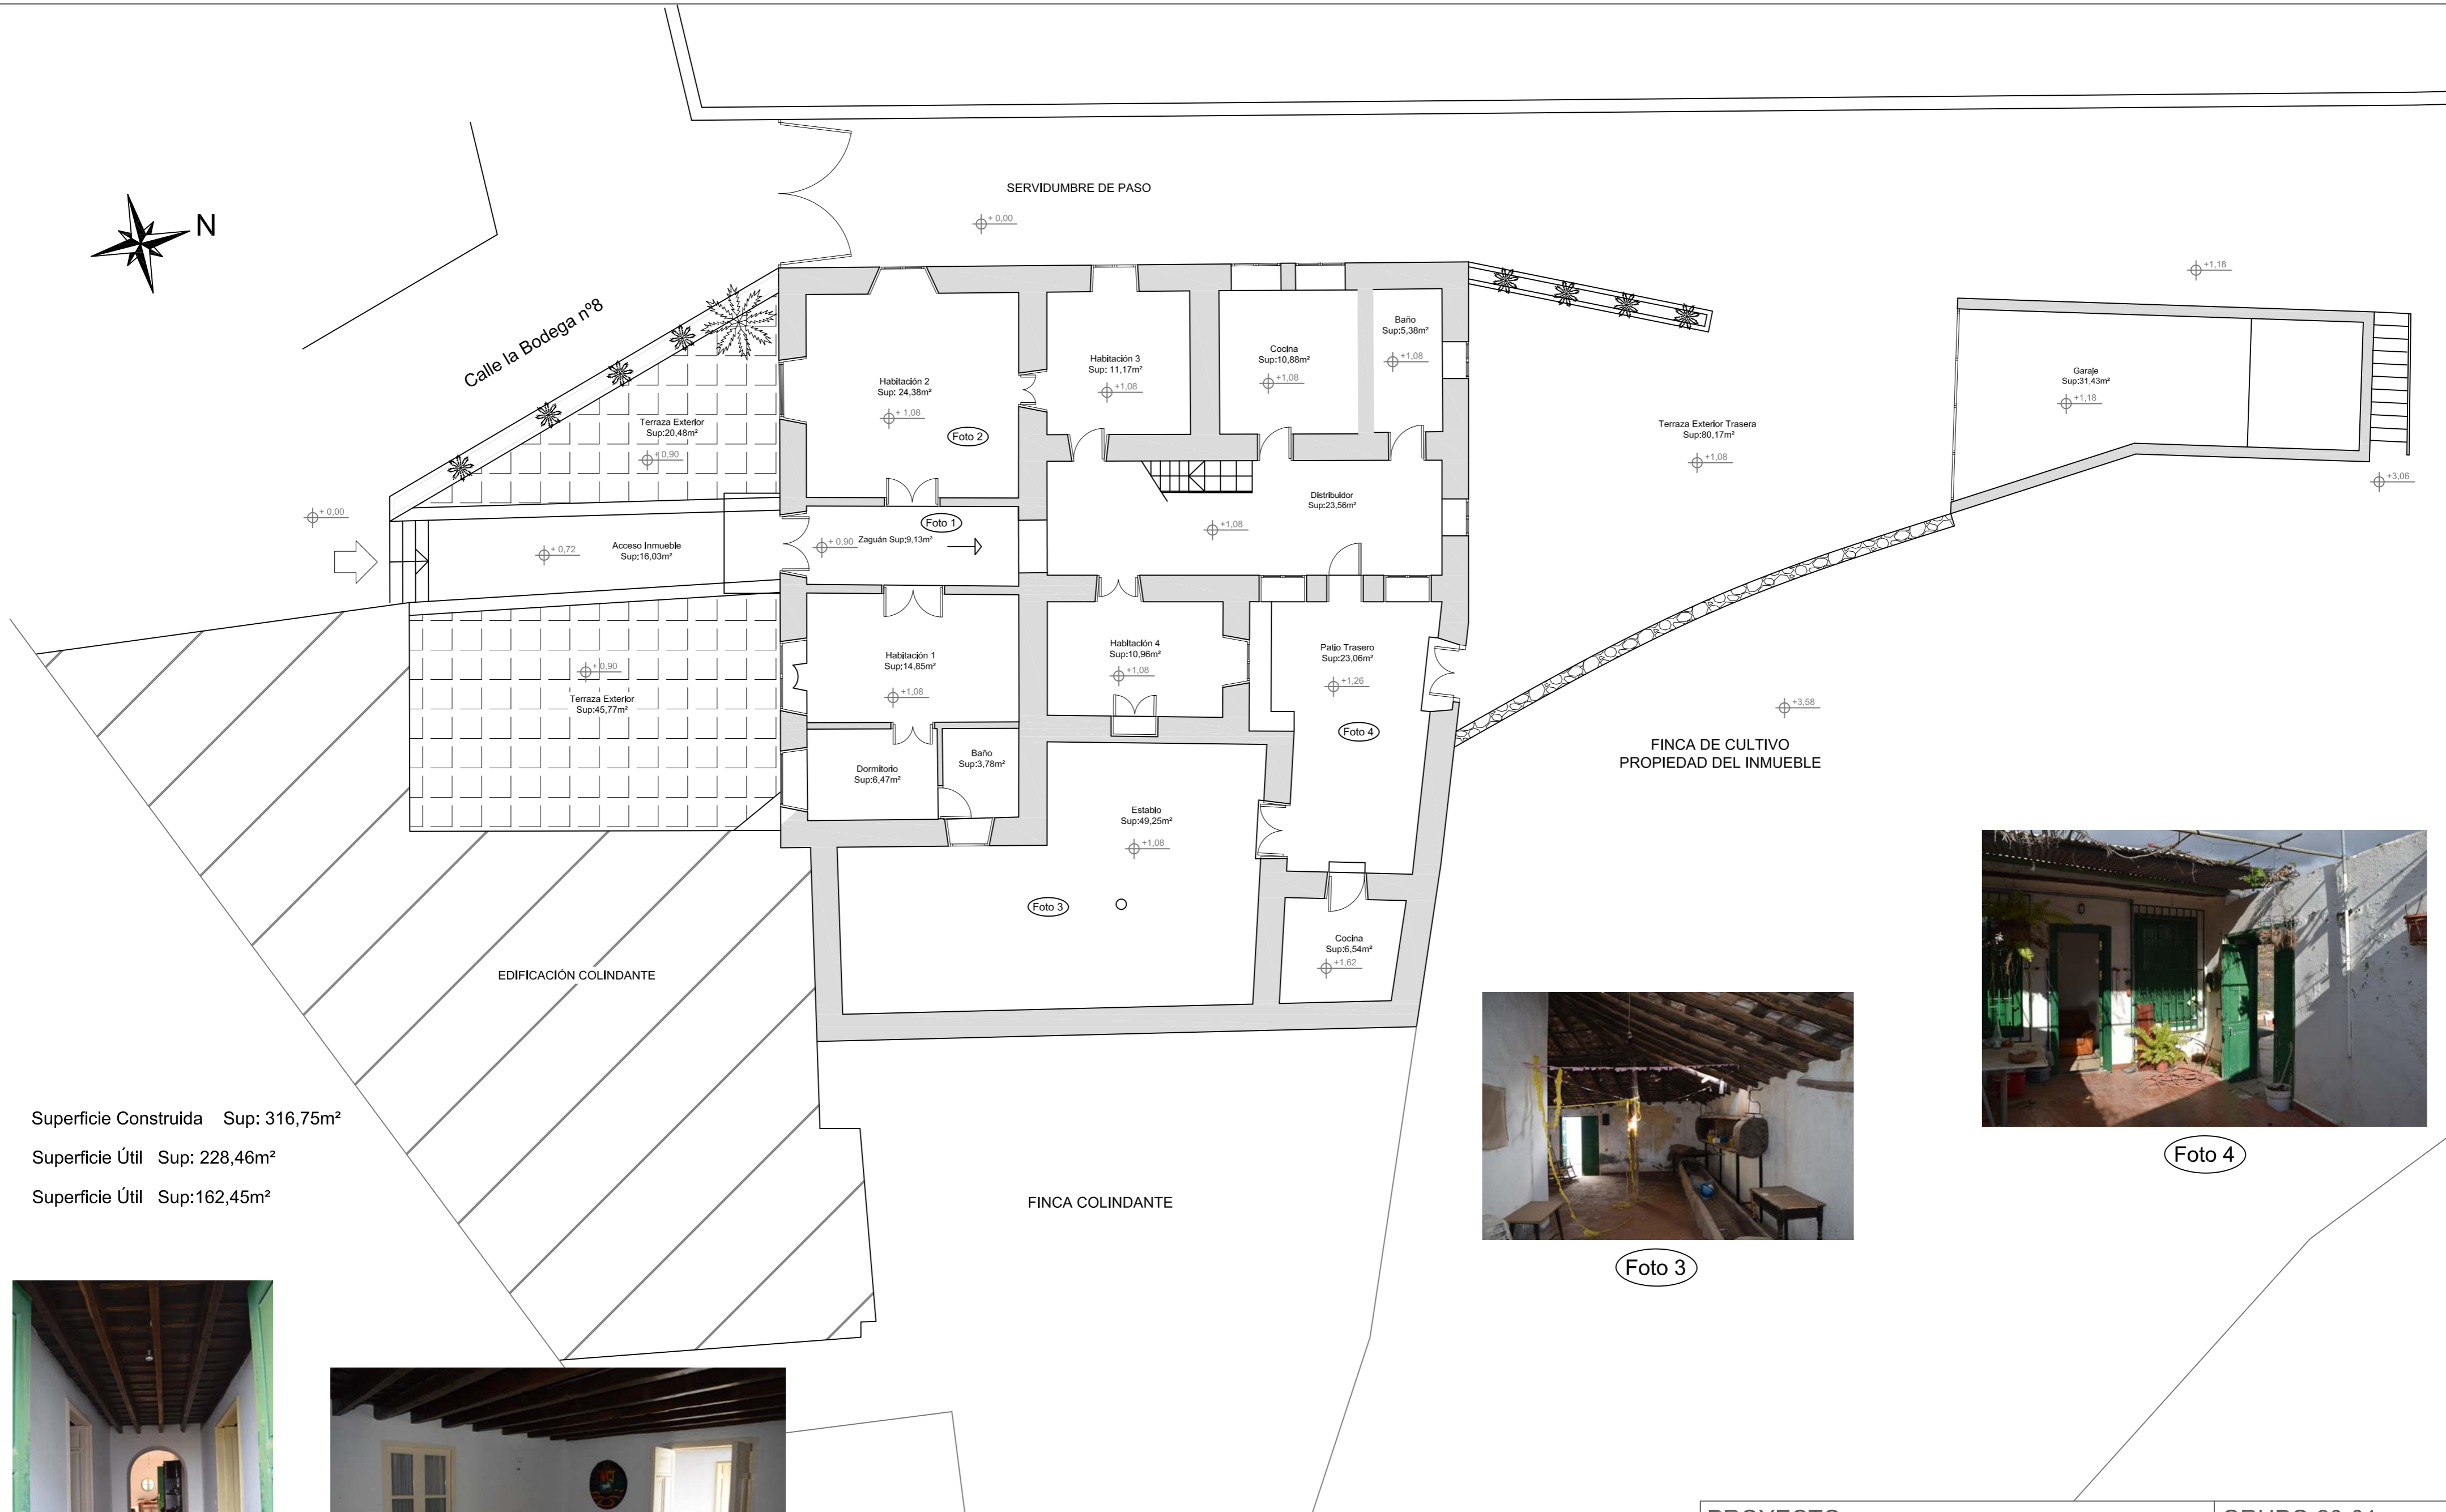 SERVIDUMBRE DE PASO
+ 0,00
N
+1,18
Calle la Bodega nº8
Baño
Sup:5,38m²
+1,08
Habitación 3
Sup: 11,17m²
+1,08
Cocina
Sup:10,88m²
+1,08
Habitación 2
Sup: 24,38m²
+ 1,08
Foto 2
Garaje
Sup:31,43m²
+1,18
Terraza Exterior
Sup:20,48m²
+ 0,90
Terraza Exterior Trasera
Sup:80,17m²
+1,08
+3,06
+ 0,00
Distribuidor
Sup:23,56m²
+1,08
Foto 1
+ 0,72
Acceso Inmueble
Sup:16,03m²
+ 0,90
Zaguán Sup:9,13m²
Habitación 1
Sup:14,85m²
+1,08
Habitación 4
Sup:10,96m²
+1,08
Patio Trasero
Sup:23,06m²
+1,26
Foto 4
+ 0,90
Terraza Exterior
Sup:45,77m²
+3,58
FINCA DE CULTIVO
PROPIEDAD DEL INMUEBLE
Dormitorio
Sup:6,47m²
Baño
Sup:3,78m²
Establo
Sup:49,25m²
+1,08
Foto 3
Cocina
Sup:6,54m²
+1,62
EDIFICACIÓN COLINDANTE
Superficie Construida Sup: 316,75m²
Superficie Útil Sup: 228,46m²
Superficie Útil Sup:162,45m²
FINCA COLINDANTE
Foto 4
Foto 3